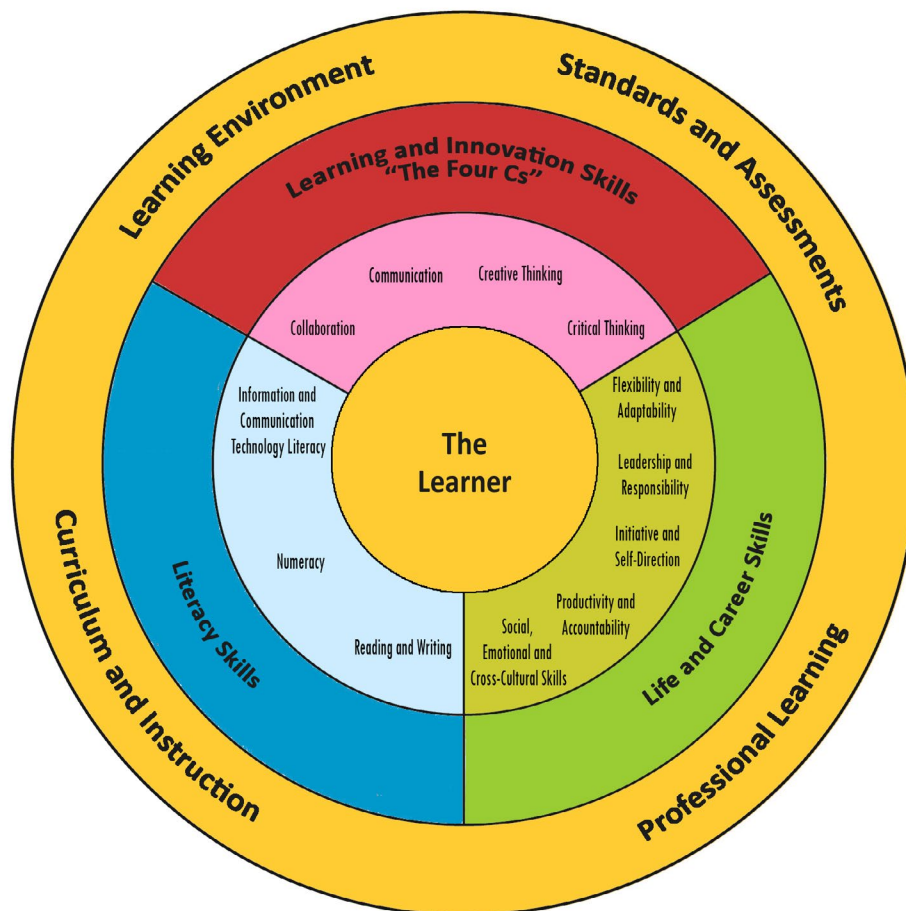 Learning Environment
Standards and Assessments
Learning and Innovation Skills
“The Four Cs”
Communication
Creative Thinking
Collaboration
Critical Thinking
Information and
Communication
Technology Literacy
Numeracy
Reading and Writing
The
Learner
Flexibility and
Adaptability
Leadership and
Responsibility
Initiative and
Self-Direction
Productivity and
Accountability
Social,
Emotional and
Cross-Cultural Skills
Literacy Skills
Life and Career Skills
Curriculum and Instruction
Professional Learning